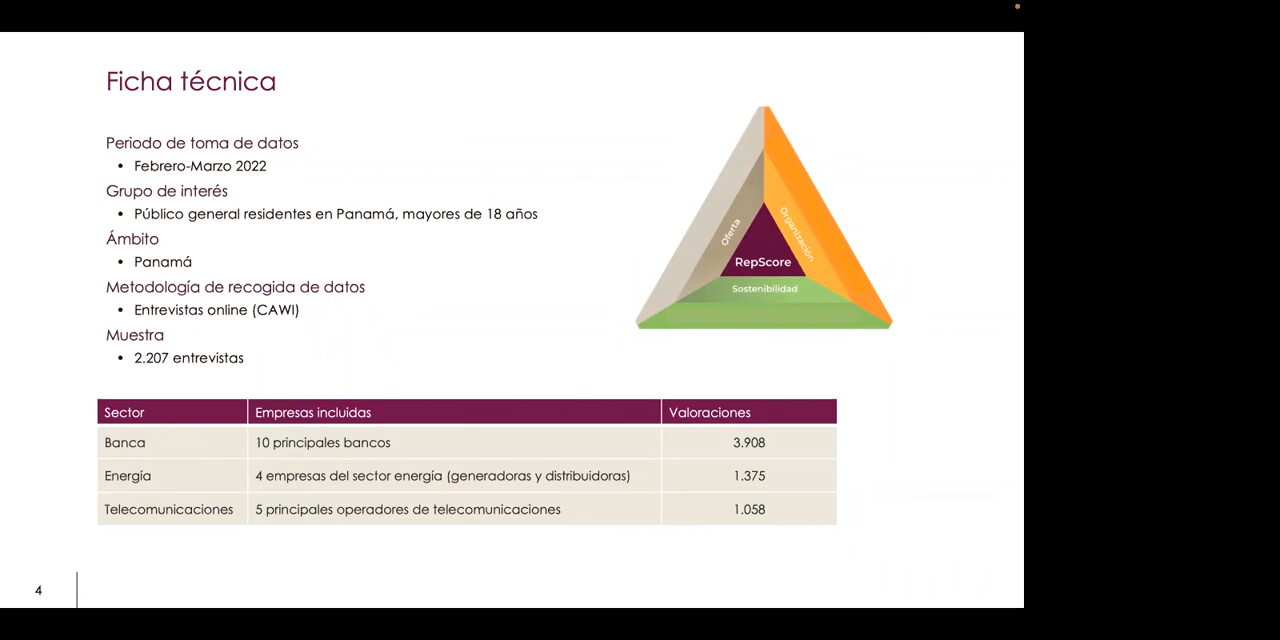 Ficha técnica
Periodo de toma de datos
• Febrero-Marzo 2022
Grupo de interés
• Público general residentes en Panamá, mayores de 18 años
Ámbito
• Panamá
Metodología de recogida de datos
• Entrevistas online (CAWI)
Muestra
• 2.207 entrevistas
Oferta
Organización
RepScore
Sostenibilidad
Sector Empresas incluidas Valoraciones
Banca 10 principales bancos 3.908
Energía 4 empresas del sector energía (generadoras y distribuidoras) 1.375
Telecomunicaciones 5 principales operadores de telecomunicaciones 1.058
4